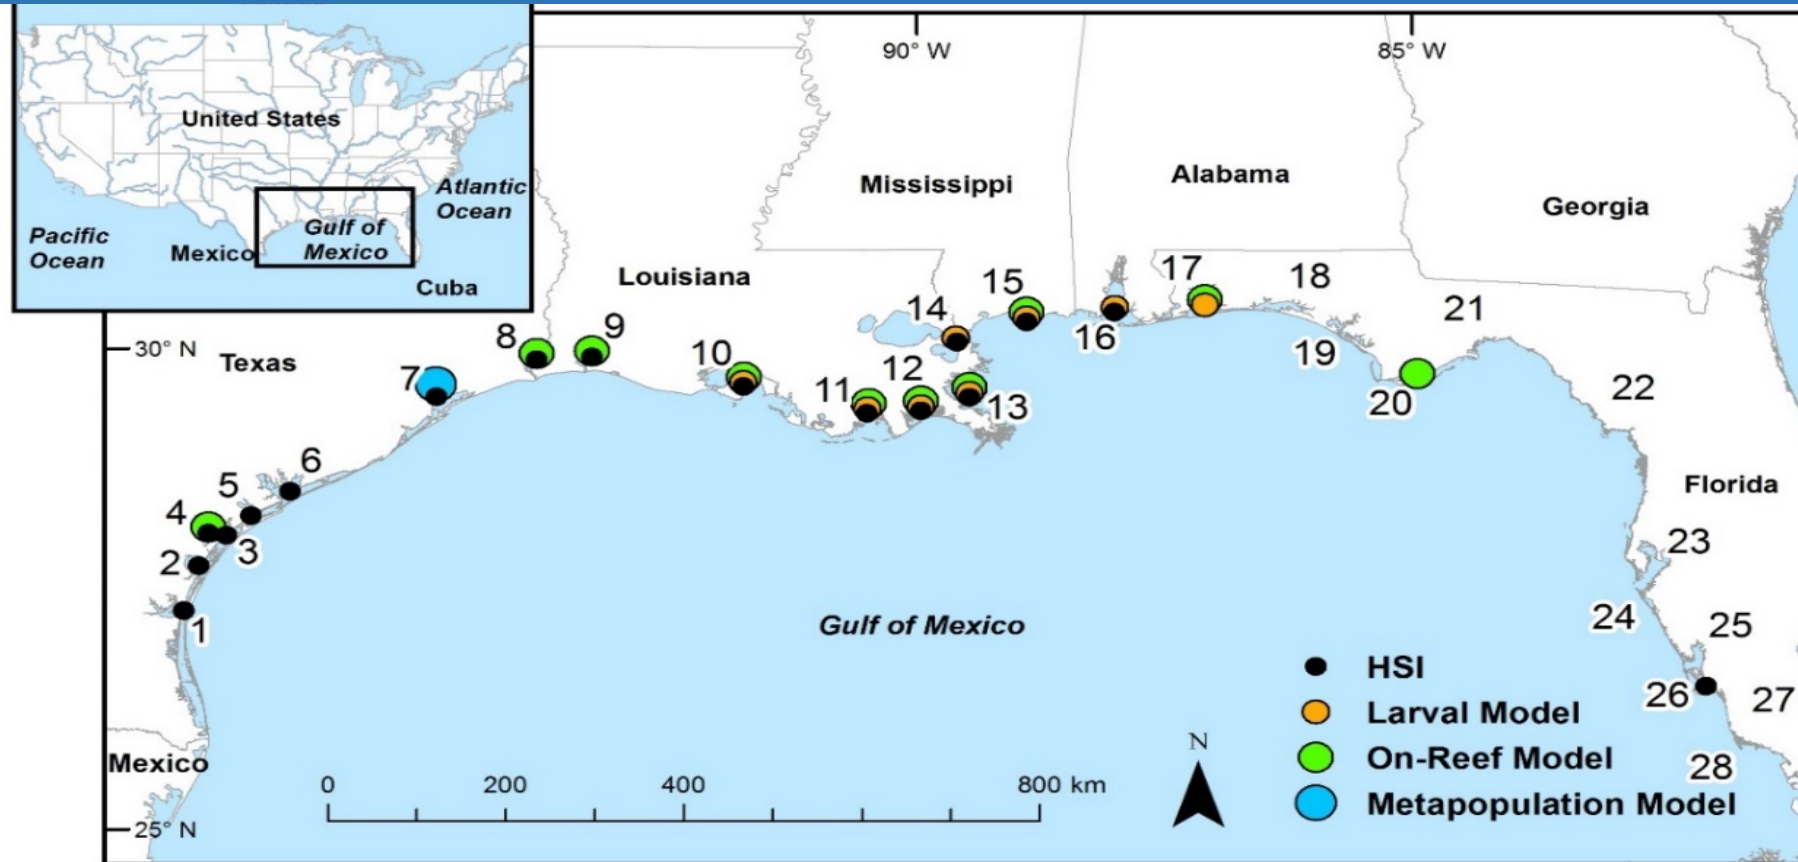 United States
Atlantic
Ocean
Pacific
Ocean
Gulf of
Mexico
Mexico
Cuba
90° W
85° W
Mississippi
Alabama
Georgia
Louisiana
Texas
30° N
Florida
1
2
3
4
5
6
7
8
9
10
11
12
13
14
15
16
17
18
19
20
21
22
23
24
25
26
27
28
Gulf of Mexico
Mexico
25° N
0 200 400 800 km
N
HSI
Larval Model
On-Reef Model
Metapopulation Model